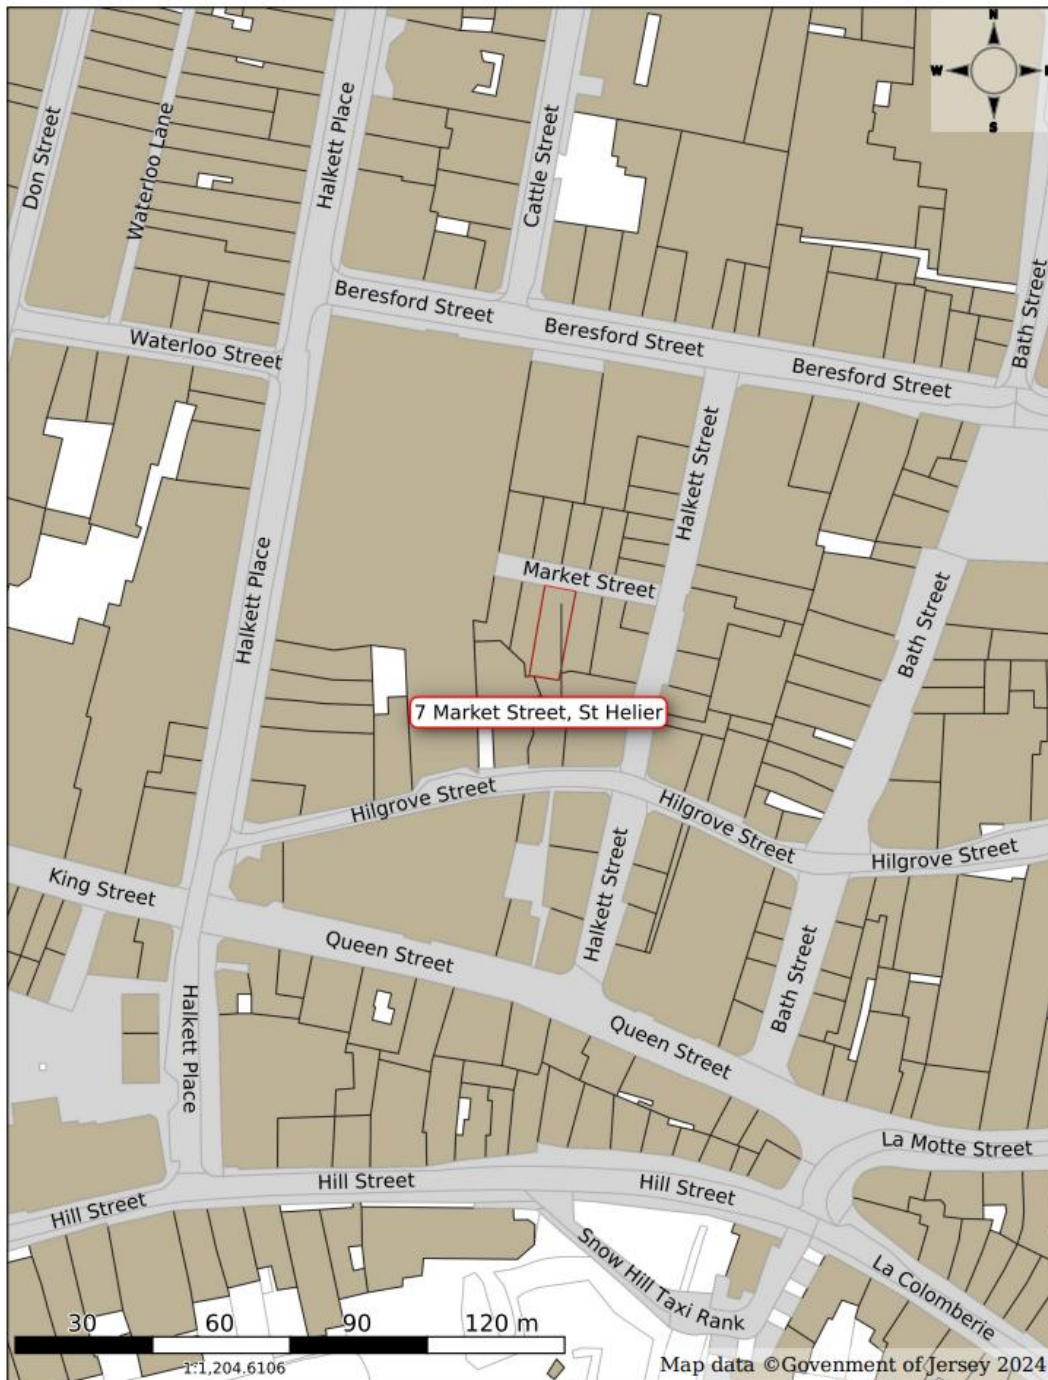 N
W
S
Don Street
Waterloo Lane
Halkett Place
Cattle Street
Bath Street
Beresford Street
Beresford Street
Beresford Street
Waterloo Street
Halkett Street
Market Street
Halkett Place
Bath Street
7 Market Street, St Helier
Hilgrove Street
Hilgrove Street
Hilgrove Street
King Street
Halkett Street
Queen Street
Bath Street
Halkett Place
Queen Street
La Motte Street
Hill Street
Hill Street
Hill Street
Snow Hill Taxi Rank
La Colomberie
30 60 90 120 m
1:1,204.6106
Map data ©Govenment of Jersey 2024